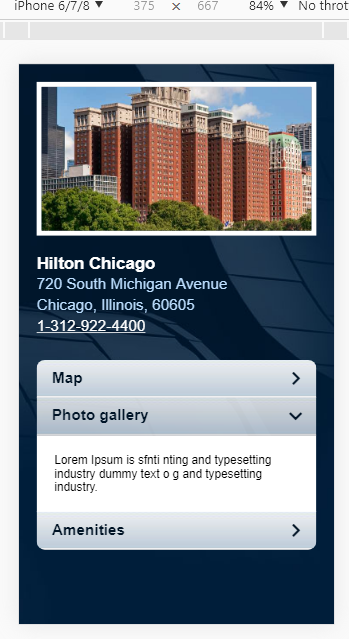 iPhone 6/7/8 ▼ 375 × 667 84% ▼ No throt
Hilton Chicago
720 South Michigan Avenue
Chicago, Illinois, 60605
1-312-922-4400
Map
Photo gallery
Lorem Ipsum is sfnti nting and typesetting
industry dummy text o g and typesetting
industry.
Amenities